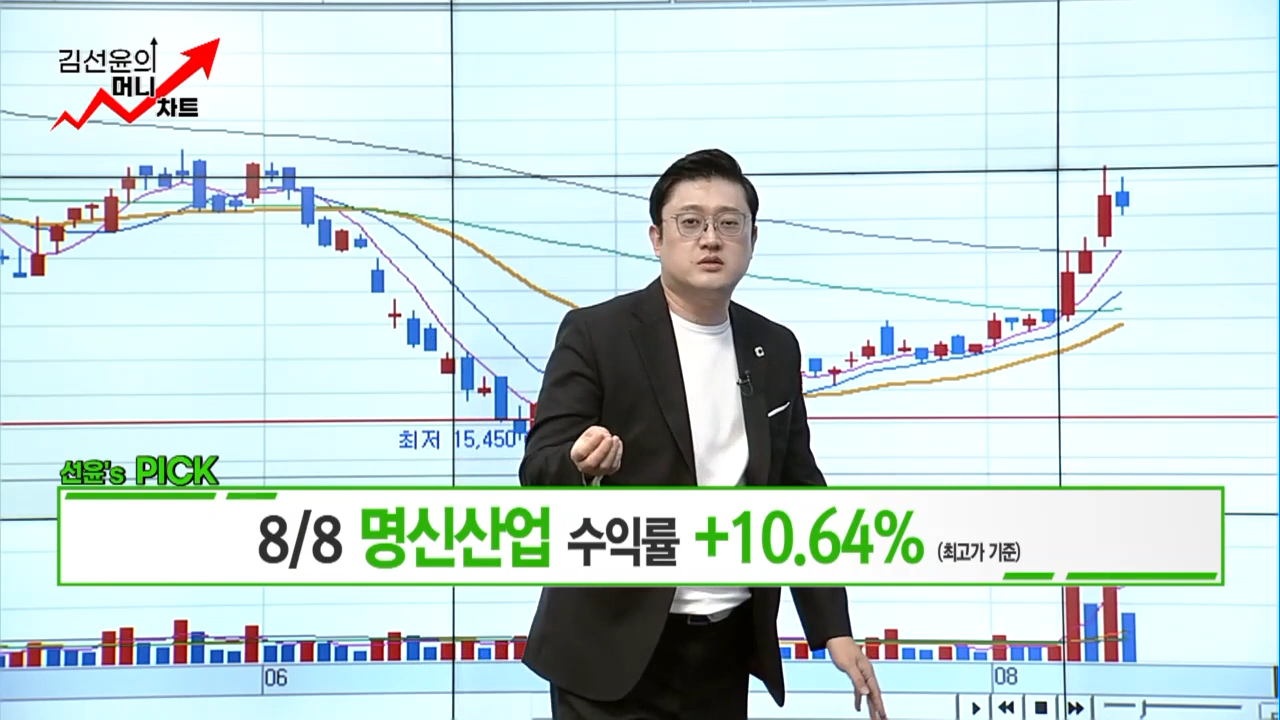 김선윤의
머니
차트
최저 15,450
선윤's PICK
8/8 명신산업 수익률 +10.64% (최고가 기준)
06
08